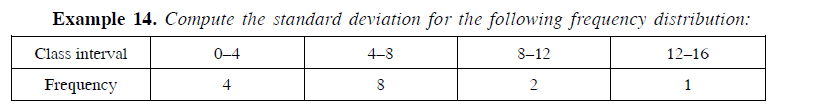 Example 14. Compute the standard deviation for the following frequency distribution:
Class interval 0–4 4–8 8–12 12–16
Frequency 4 8 2 1